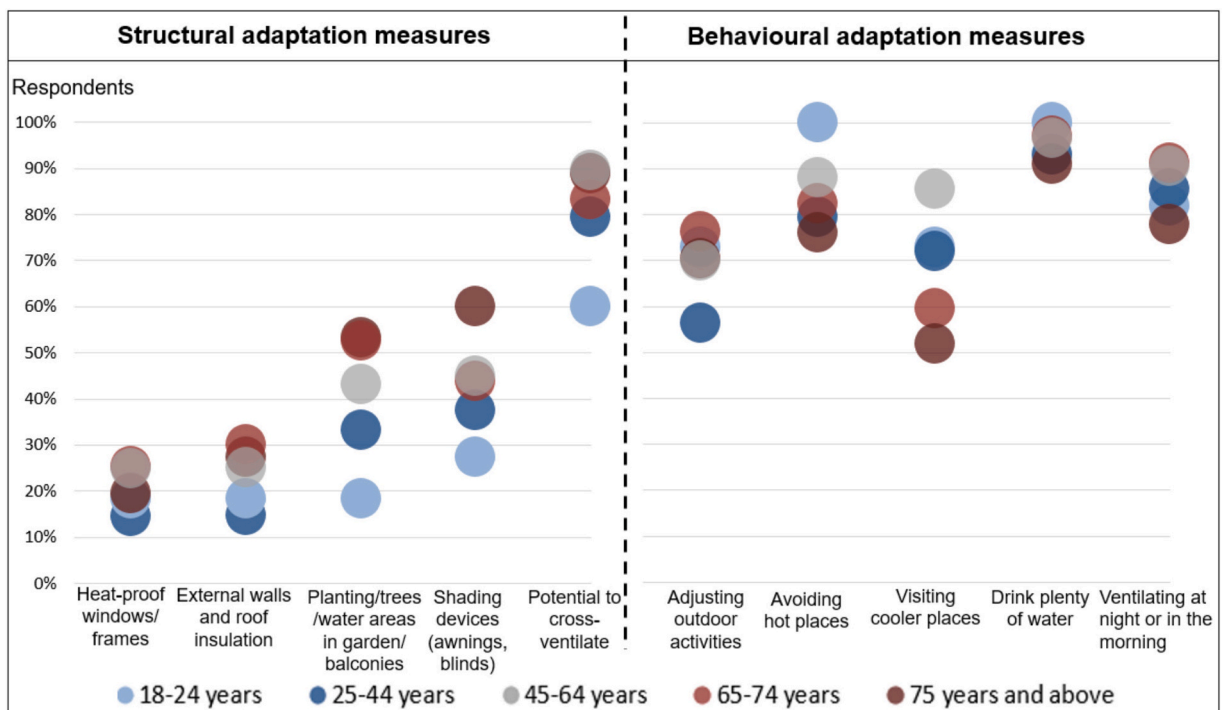 Structural adaptation measures
Behavioural adaptation measures
Respondents
100%
90%
80%
70%
60%
50%
40%
30%
20%
10%
0%
Heat-proof
windows/
frames
External walls
and roof
insulation
Planting/trees
/water areas
in garden/
balconies
Shading
devices
(awnings,
blinds)
Potential to
cross-
ventilate
Adjusting
outdoor
activities
Avoiding
hot places
Visiting
cooler places
Drink plenty
of water
Ventilating at
night or in the
morning
18-24 years
25-44 years
45-64 years
65-74 years
75 years and above